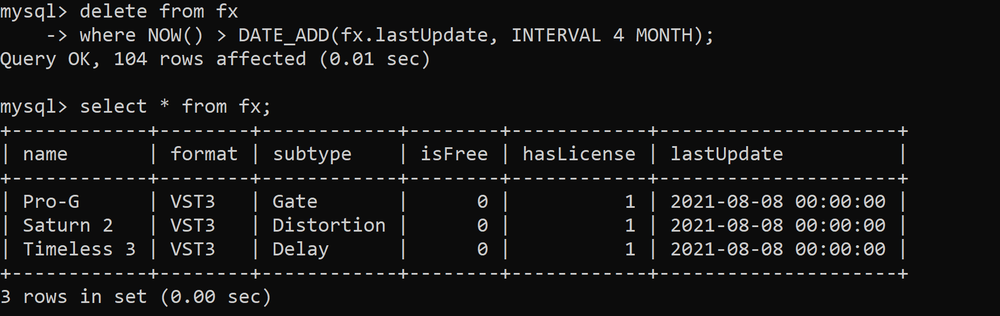 mysql> delete from fx
    -> where NOW() > DATE_ADD(fx.lastUpdate, INTERVAL 4 MONTH);
Query OK, 104 rows affected (0.01 sec)

mysql> select * from fx;
+------------+--------+------------+--------+------------+---------------------+
| name       | format | subtype    | isFree | hasLicense | lastUpdate          |
+------------+--------+------------+--------+------------+---------------------+
| Pro-G      | VST3   | Gate       |      0 |          1 | 2021-08-08 00:00:00 |
| Saturn 2   | VST3   | Distortion |      0 |          1 | 2021-08-08 00:00:00 |
| Timeless 3 | VST3   | Delay      |      0 |          1 | 2021-08-08 00:00:00 |
+------------+--------+------------+--------+------------+---------------------+
3 rows in set (0.00 sec)